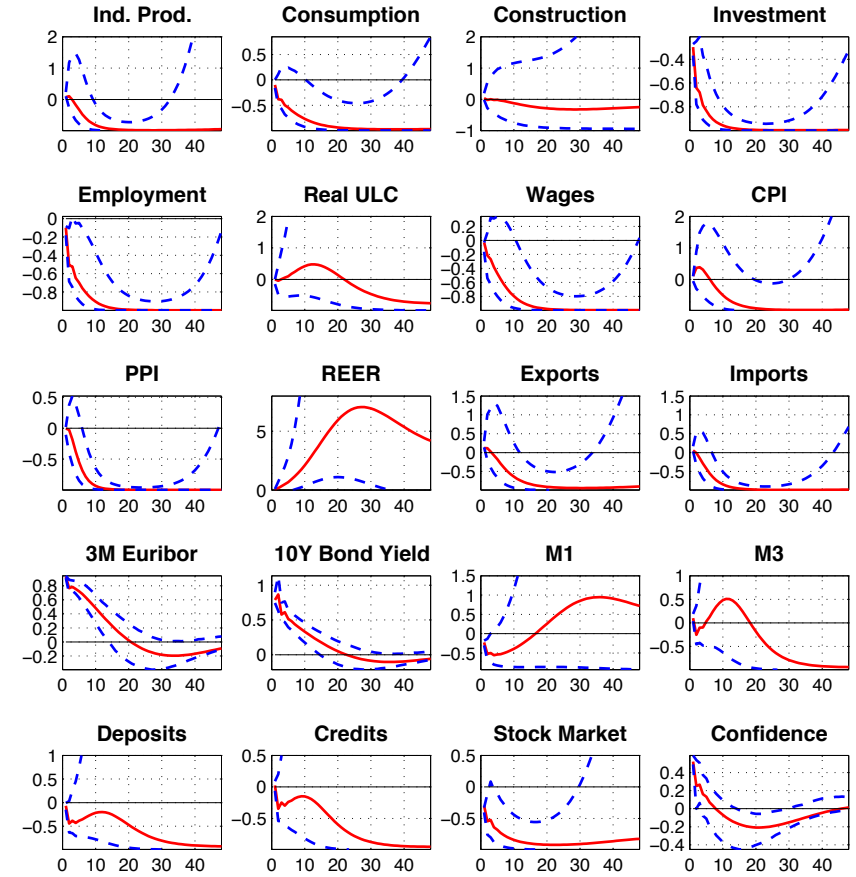 Ind. Prod. Consumption Construction Investment
2 0.5 2 −0.4
1 0 1 −0.6
0 −0.5 0 −0.8
−1
0 10 20 30 40 0 10 20 30 40 0 10 20 30 40 0 10 20 30 40
Employment Real ULC Wages CPI
0 2 0.2 2
−0.2 1 0 1
−0.4 0 −0.2 0
−0.6 −0.4
−0.8 −0.6
−0.8
0 10 20 30 40 0 10 20 30 40 0 10 20 30 40 0 10 20 30 40
PPI REER Exports Imports
0.5 5 1.5 1.5
0 0 1 1
−0.5 0.5 0.5
0 0
−0.5 −0.5
0 10 20 30 40 0 10 20 30 40 0 10 20 30 40 0 10 20 30 40
3M Euribor 10Y Bond Yield M1 M3
0.8 1 1.5 1
0.6 0.5 1 0.5
0.4 0 0.5 0
0.2 0 −0.5
0 −0.5
−0.2
0 10 20 30 40 0 10 20 30 40 0 10 20 30 40 0 10 20 30 40
Deposits Credits Stock Market Confidence
1 0.5 0.5 0.4
0.5 0 0 0.2
0 −0.5 −0.5 0
−0.5 −0.2
−0.4
0 10 20 30 40 0 10 20 30 40 0 10 20 30 40 0 10 20 30 40